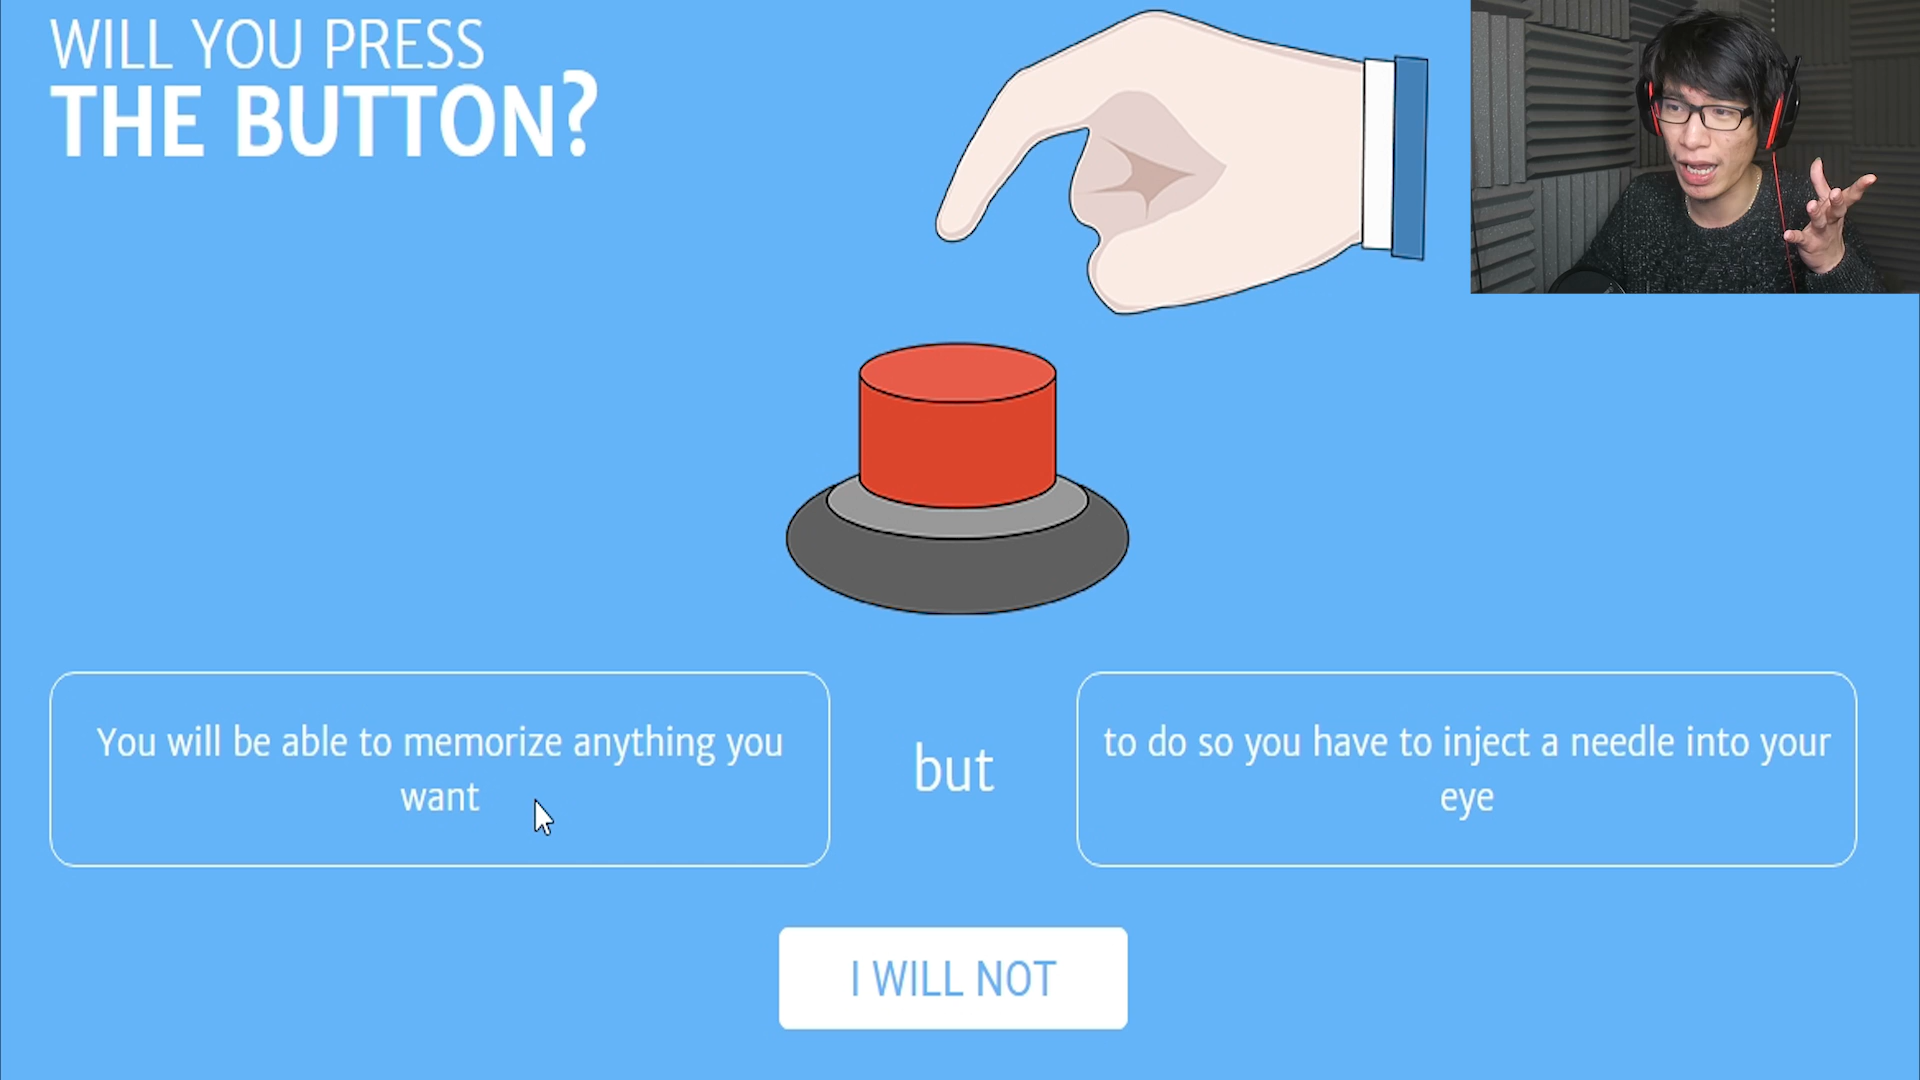 WILL YOU PRESS
THE BUTTON?
You will be able to memorize anything you
want
but
to do so you have to inject a needle into your
eye
I WILL NOT